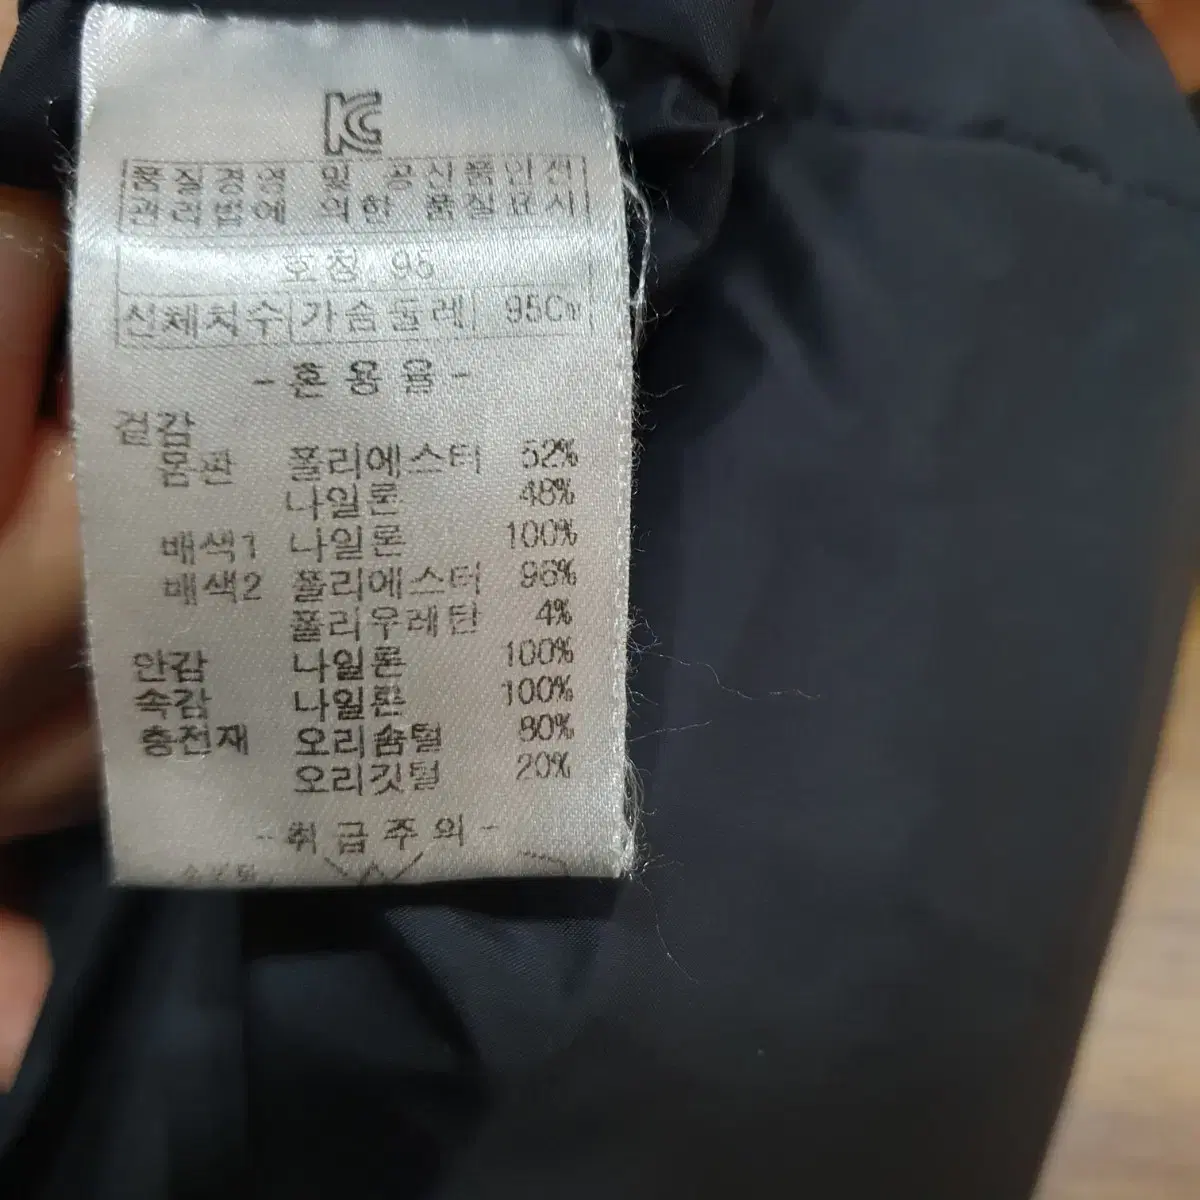 KC
품질경영 및 공산품안전
관리법에 의한 품질표시
호칭 95
신체치수 가슴둘레 95Cm
-혼용율-
겉감
몸판 폴리에스터 52%
나일론 48%
배색1 나일론 100%
배색2 폴리에스터 96%
폴리우레탄 4%
안감 나일론 100%
속감 나일론 100%
충전재 오리솜털 80%
오리깃털 20%
-취급주의-